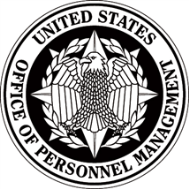 UNITED STATES
OFFICE OF PERSONNEL MANAGEMENT